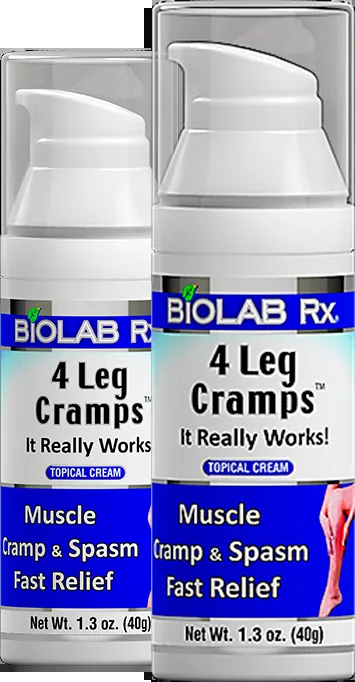 BiOLAB Rx
4 Leg
Cramps™
It Really Works
TOPICAL CREAM
Muscle
Cramp & Spasm
Fast Relief
Net Wt. 1.3 oz. (40g)
BiOLAB Rx®
4 Leg
Cramps™
It Really Works!
TOPICAL CREAM
Muscle
Cramp & Spasm
Fast Relief
Net Wt. 1.3 oz. (40g)